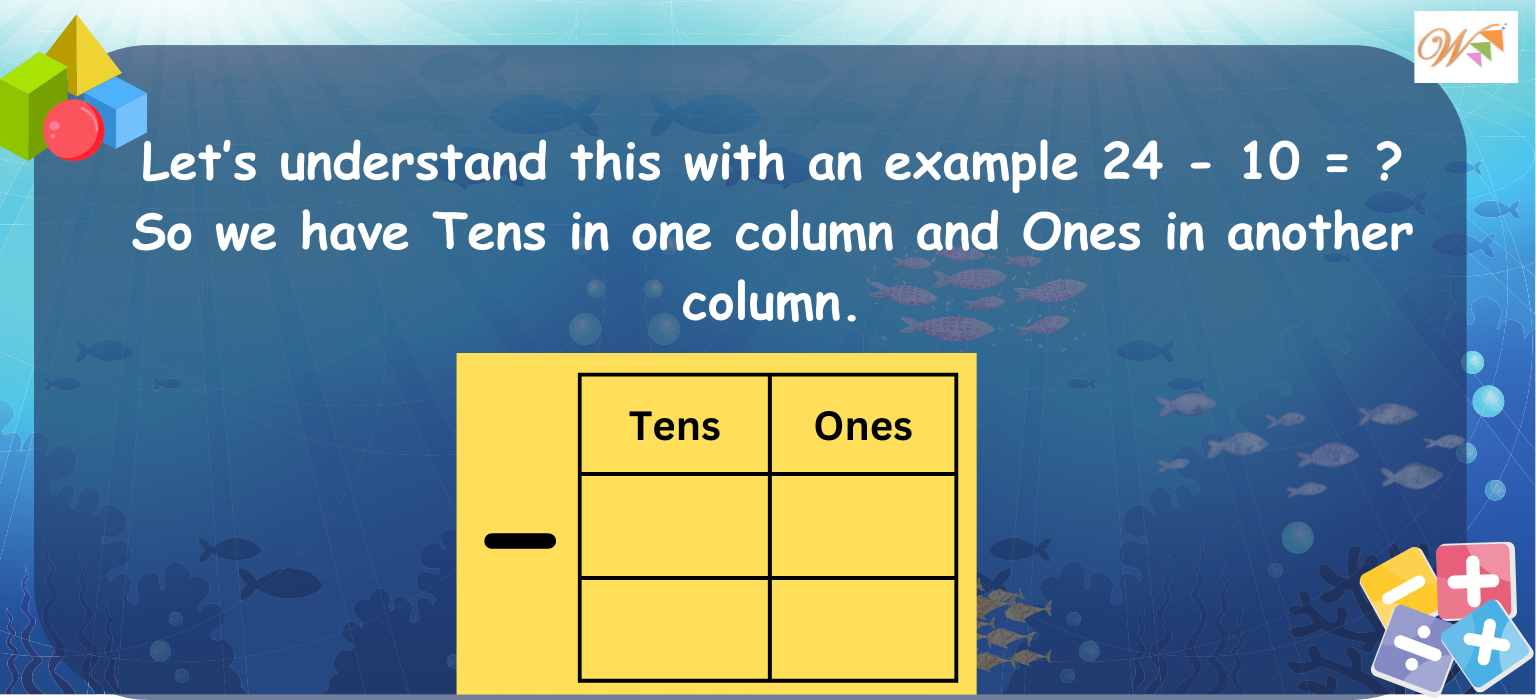 Let's understand this with an example 24 - 10 = ?
So we have Tens in one column and Ones in another
column.
Tens Ones
W